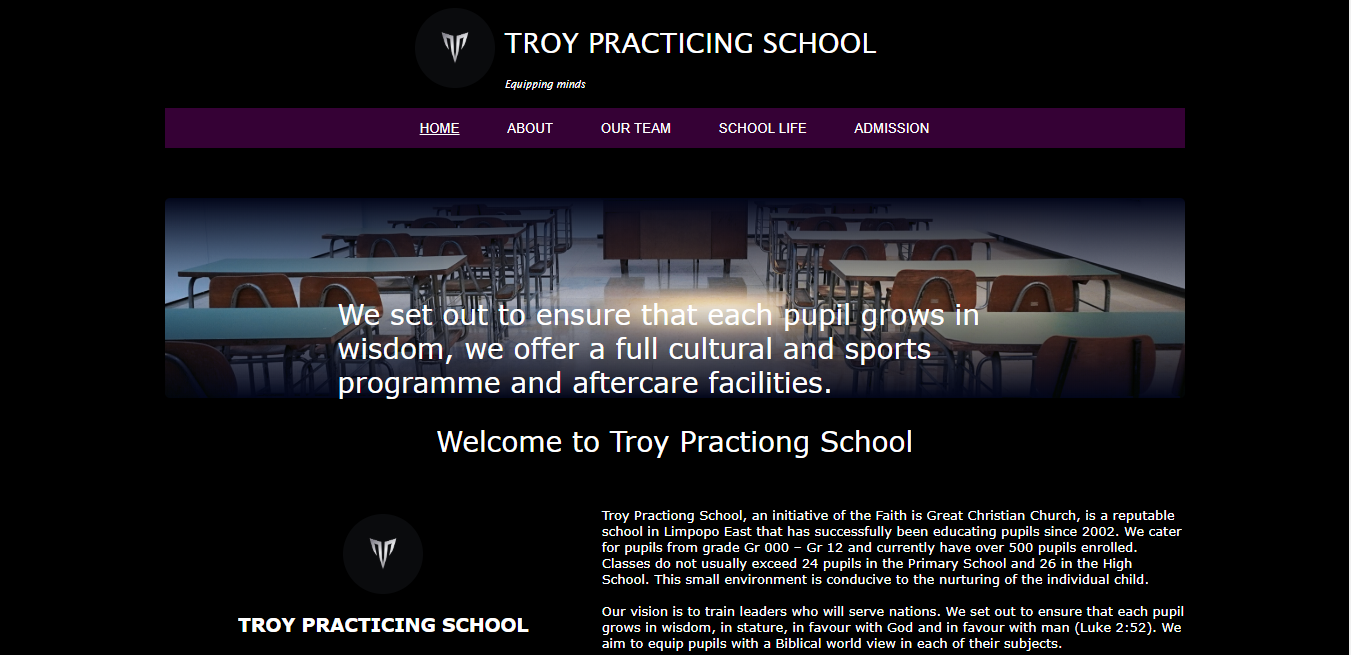 TROY PRACTICING SCHOOL
Equipping minds
HOME ABOUT OUR TEAM SCHOOL LIFE ADMISSION
We set out to ensure that each pupil grows in
wisdom, we offer a full cultural and sports
programme and aftercare facilities.
Welcome to Troy Practiong School
TROY PRACTICING SCHOOL
Troy Practiong School, an initiative of the Faith is Great Christian Church, is a reputable
school in Limpopo East that has successfully been educating pupils since 2002. We cater
for pupils from grade Gr 000 – Gr 12 and currently have over 500 pupils enrolled.
Classes do not usually exceed 24 pupils in the Primary School and 26 in the High
School. This small environment is conducive to the nurturing of the individual child.
Our vision is to train leaders who will serve nations. We set out to ensure that each pupil
grows in wisdom, in stature, in favour with God and in favour with man (Luke 2:52). We
aim to equip pupils with a Biblical world view in each of their subjects.